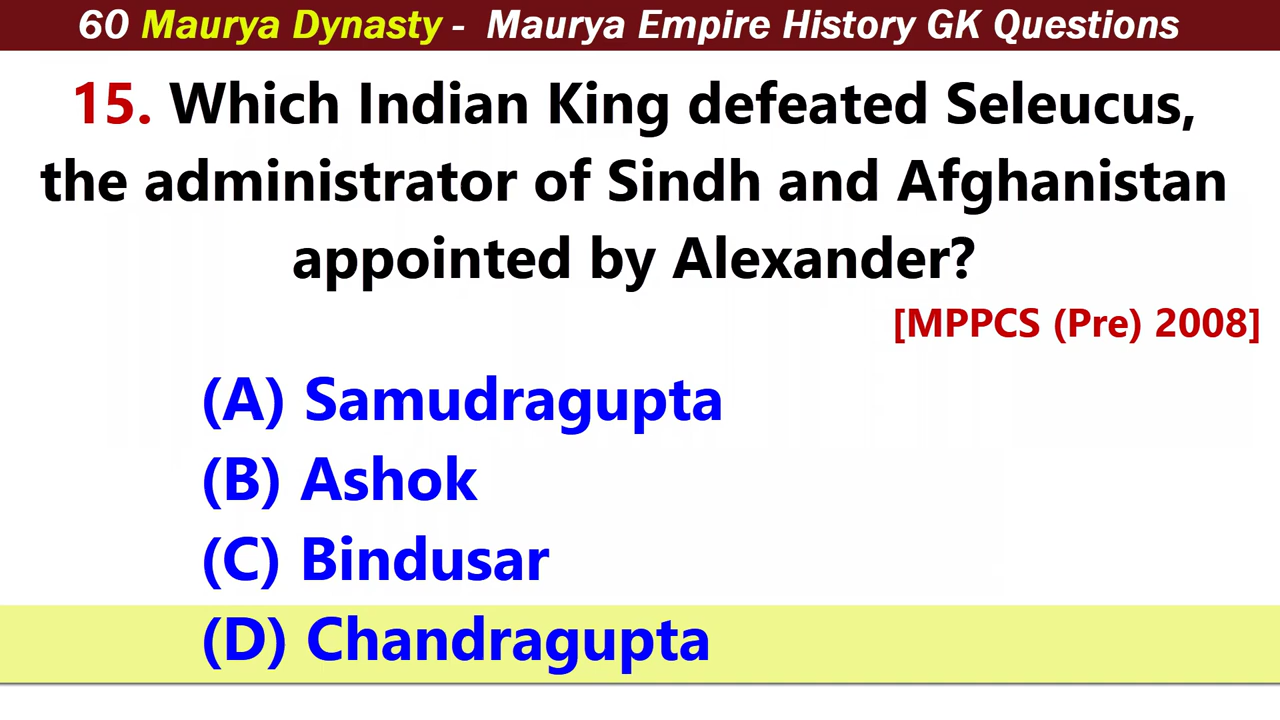 60 Maurya Dynasty - Maurya Empire History GK Questions
15. Which Indian King defeated Seleucus,
the administrator of Sindh and Afghanistan
appointed by Alexander?
[MPPCS (Pre) 2008]
(A) Samudragupta
(B) Ashok
(C) Bindusar
(D) Chandragupta